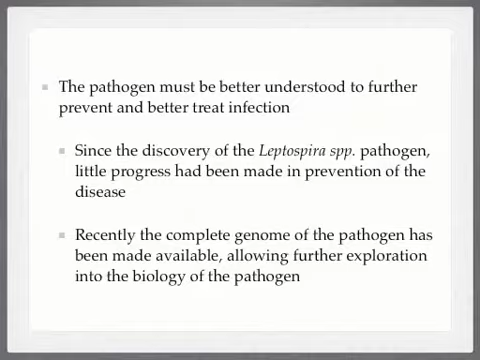 The pathogen must be better understood to further
prevent and better treat infection
Since the discovery of the Leptospira spp. pathogen,
little progress had been made in prevention of the
disease
Recently the complete genome of the pathogen has
been made available, allowing further exploration
into the biology of the pathogen